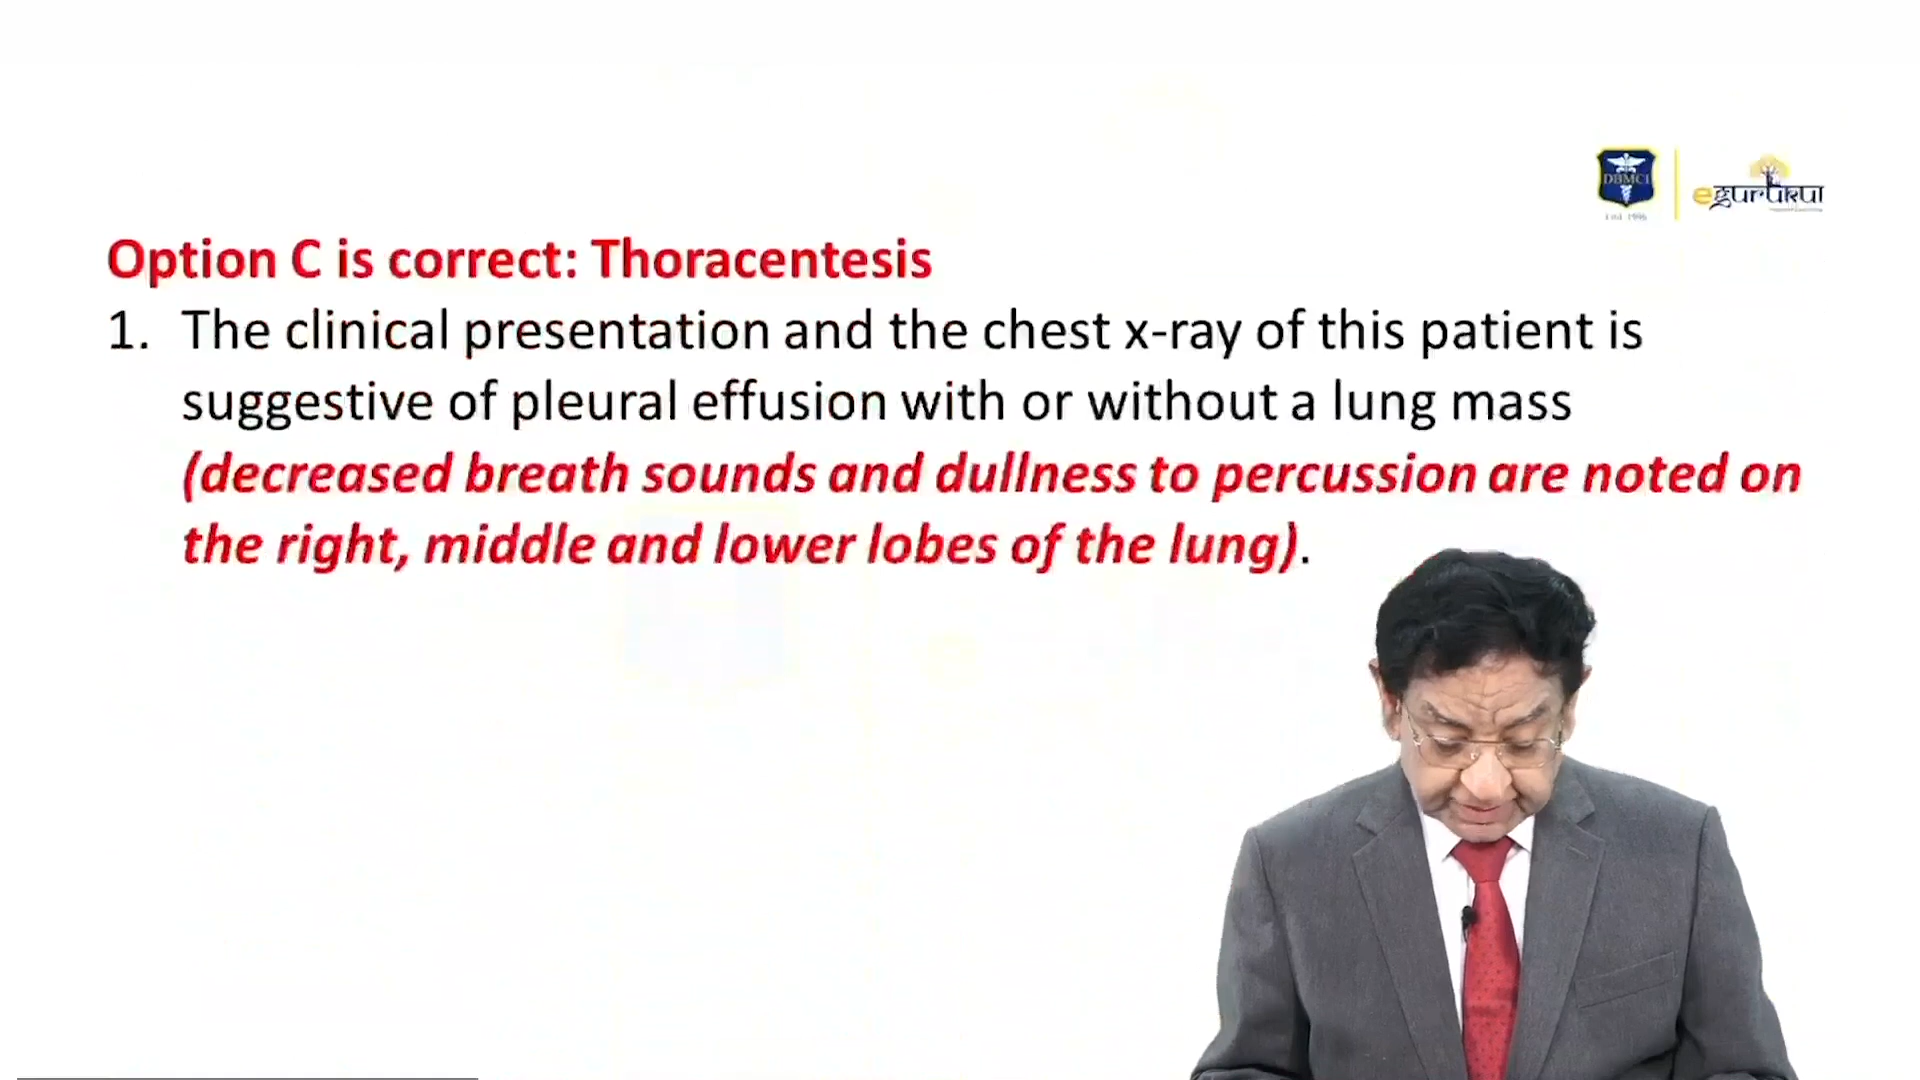 DBMCI
egurukul
Option C is correct: Thoracentesis
1. The clinical presentation and the chest x-ray of this patient is
suggestive of pleural effusion with or without a lung mass
(decreased breath sounds and dullness to percussion are noted on
the right, middle and lower lobes of the lung).